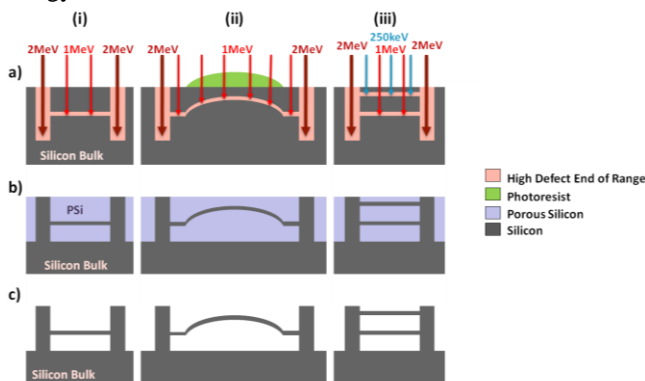 (i) (ii) (iii)
250keV
2MeV 1MeV 2MeV 2MeV 1MeV 2MeV 2MeV 1MeV 2MeV
a)
Silicon Bulk
High Defect End of Range
Photoresist
Porous Silicon
Silicon
b)
PSi
Silicon Bulk
c)
Silicon Bulk